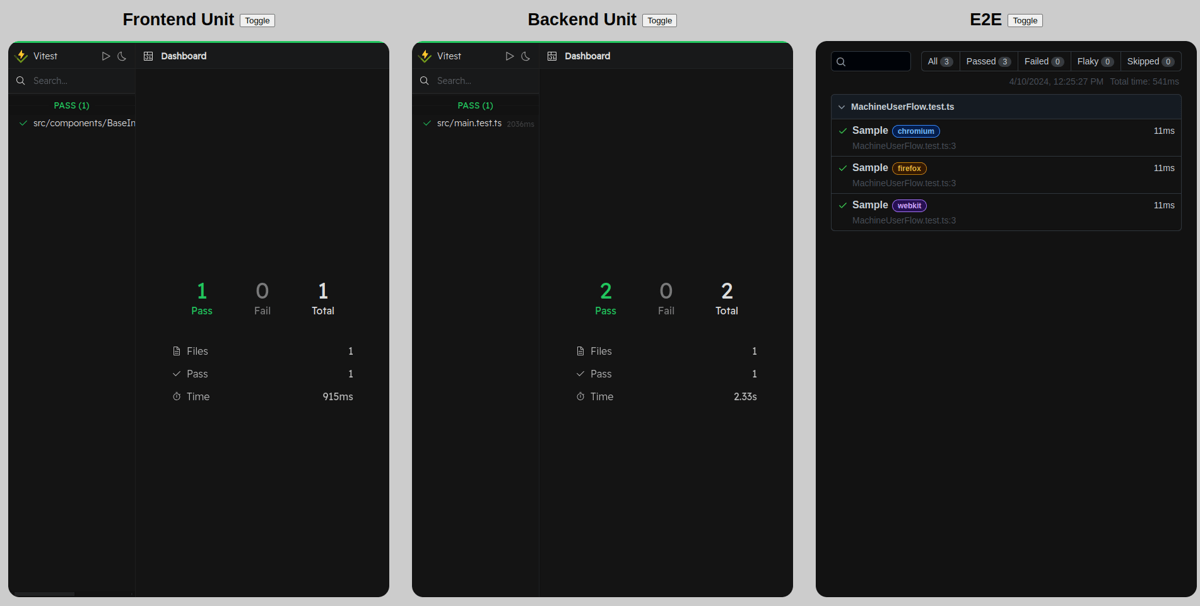 Frontend Unit Toggle
Vitest
Dashboard
Search...
PASS (1)
src/components/BaseIn
1 0 1
Pass Fail Total
Files 1
Pass 1
Time 915ms
Backend Unit Toggle
Vitest
Dashboard
Search...
PASS (1)
src/main.test.ts 2036ms
2 0 2
Pass Fail Total
Files 1
Pass 1
Time 2.33s
E2E Toggle
All 3 Passed 3 Failed 0 Flaky 0 Skipped 0
4/10/2024, 12:25:27 PM Total time: 541ms
MachineUserFlow.test.ts
Sample chromium 11ms
MachineUserFlow.test.ts:3
Sample firefox 11ms
MachineUserFlow.test.ts:3
Sample webkit 11ms
MachineUserFlow.test.ts:3